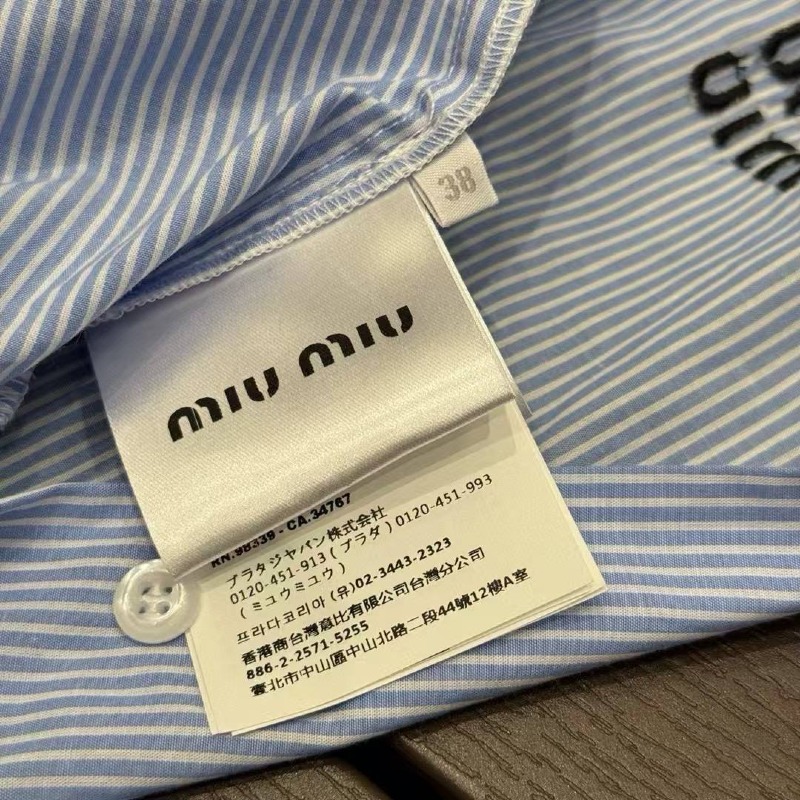 38
miu miu
RN.98339 - CA.34767
プラダジャパン株式会社
0120-451-913 (プラダ) 0120-451-993
(ミュウミュウ)
프라다코리아 (유)02-3443-2323
香港商台灣意比有限公司台灣分公司
886-2-2571-5255
臺北市中山區中山北路二段44號12樓A室